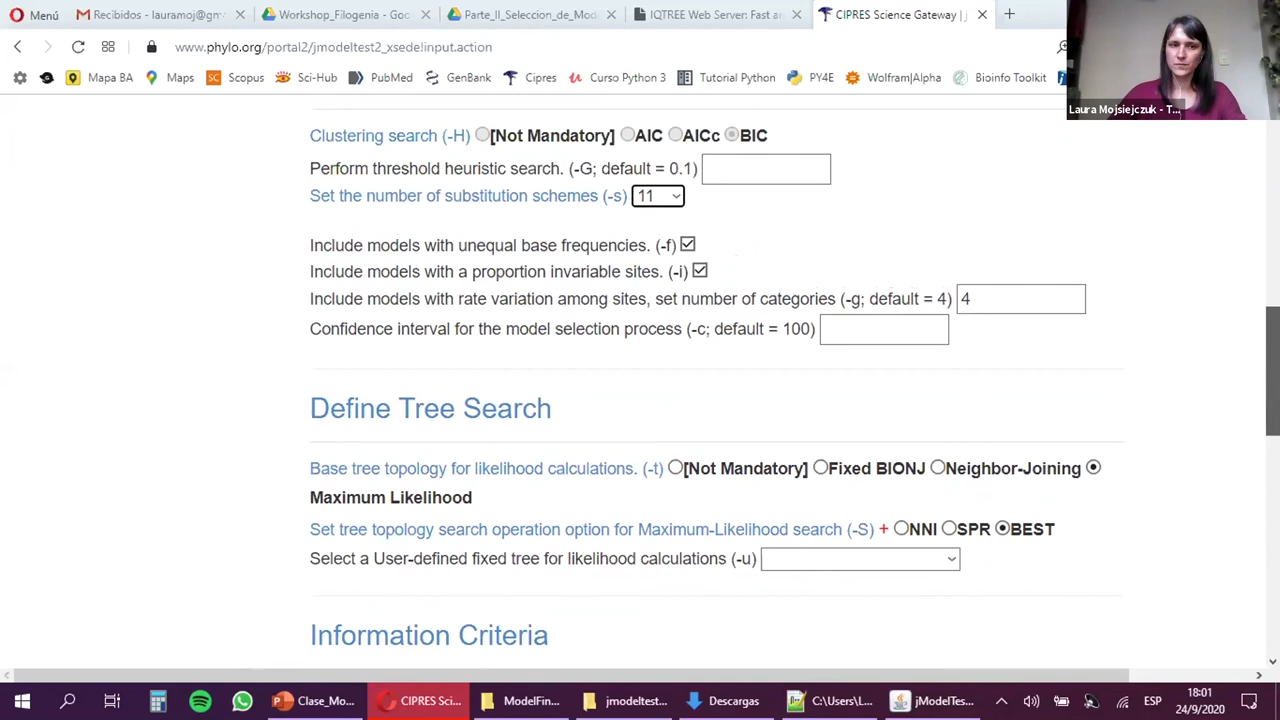 Menú
Recibidos - lauramoj@gm
Workshop_Filogenia - Goo
Parte_II_Seleccion_de_Mod
IQTREE Web Server: Fast an
CIPRES Science Gateway | j
www.phylo.org/portal2/jmodeltest2_xsedelinput.action
Mapa BA
Maps
Scopus
Sci-Hub
PubMed
GenBank
Cipres
Curso Python 3
Tutorial Python
PY4E
Wolfram|Alpha
Bioinfo Toolkit
Laura Mojsiejczuk - T...
Clustering search (-H) [Not Mandatory] AIC AICc BIC
Perform threshold heuristic search. (-G; default = 0.1)
Set the number of substitution schemes (-s) 11
Include models with unequal base frequencies. (-f)
Include models with a proportion invariable sites. (-i)
Include models with rate variation among sites, set number of categories (-g; default = 4) 4
Confidence interval for the model selection process (-c; default = 100)
Define Tree Search
Base tree topology for likelihood calculations. (-t) [Not Mandatory] Fixed BIONJ Neighbor-Joining
Maximum Likelihood
Set tree topology search operation option for Maximum-Likelihood search (-S) + NNI SPR BEST
Select a User-defined fixed tree for likelihood calculations (-u)
Information Criteria
Clase_Mo...
CIPRES Sci...
ModelFin...
jmodeltest...
Descargas
C:\Users\L...
jModelTes...
ESP
18:01
24/9/2020